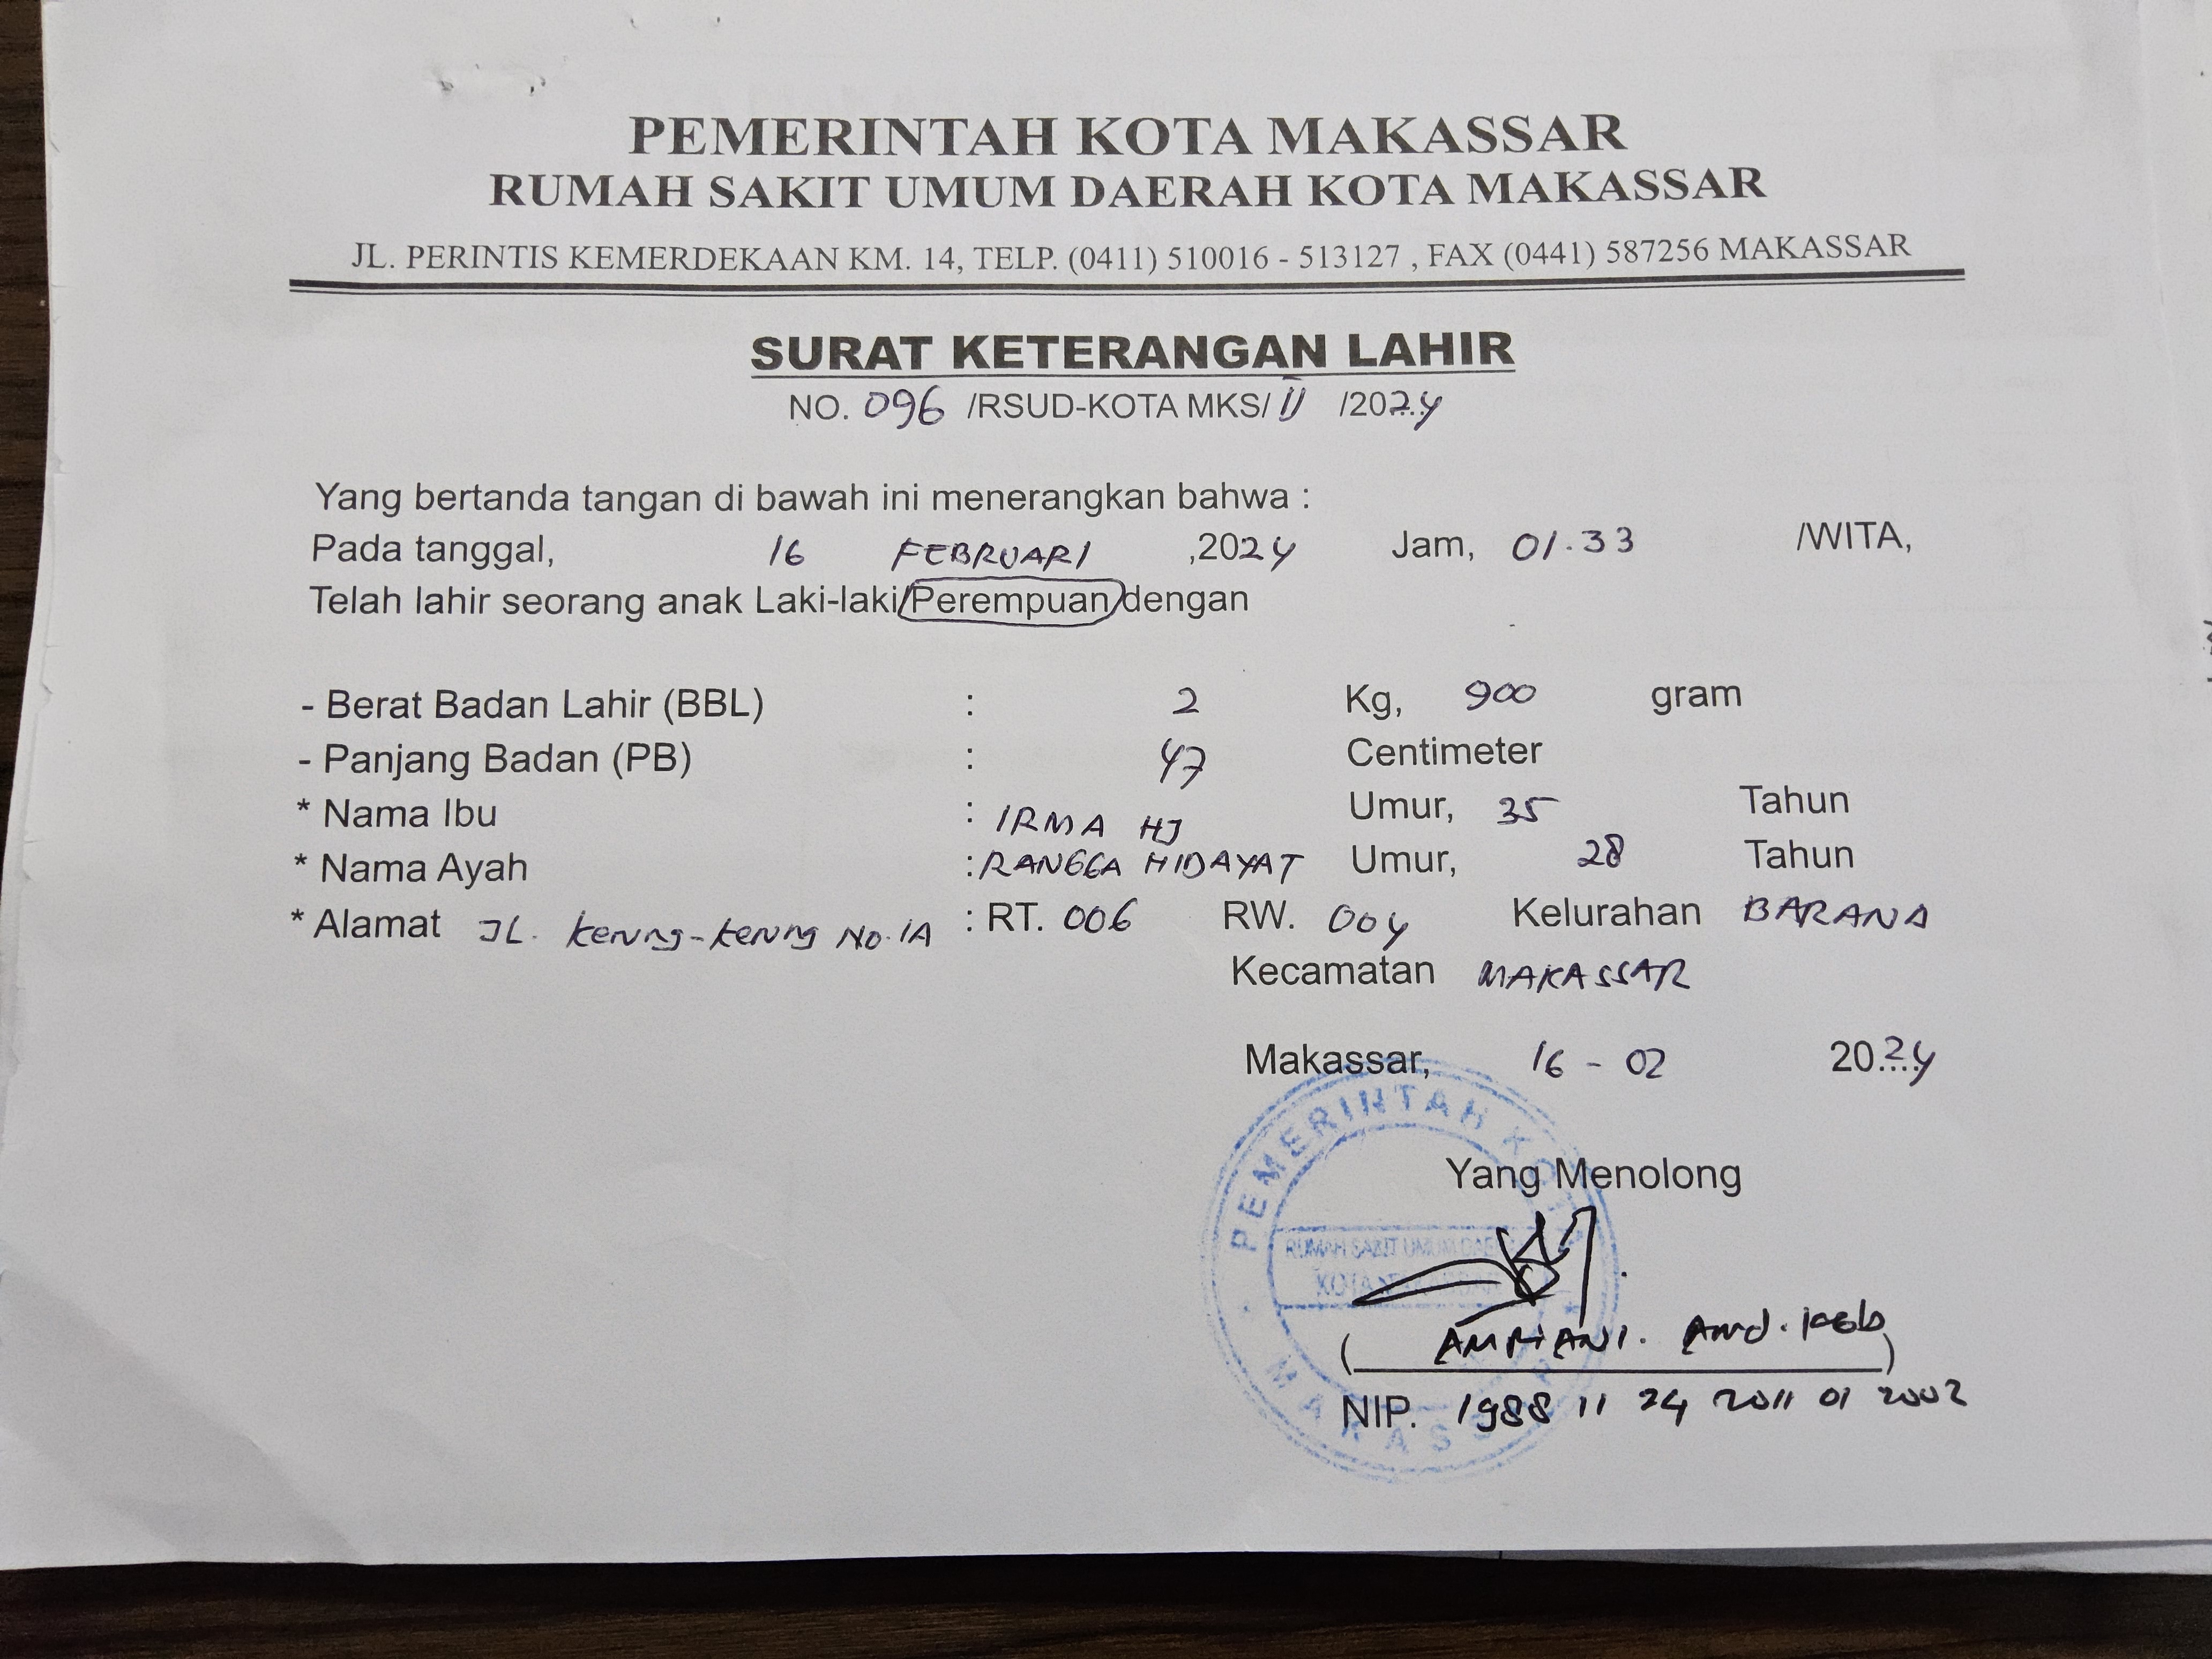 PEMERINTAH KOTA MAKASSAR
RUMAH SAKIT UMUM DAERAH KOTA MAKASSAR
JL. PERINTIS KEMERDEKAAN KM. 14, TELP. (0411) 510016 - 513127 , FAX (0441) 587256 MAKASSAR
SURAT KETERANGAN LAHIR
NO. 096 /RSUD-KOTA MKS/ II /2024
Yang bertanda tangan di bawah ini menerangkan bahwa :
Pada tanggal, 16 FEBRUARI ,2024 Jam, 01.33 /WITA,
Telah lahir seorang anak Laki-laki/Perempuan dengan
- Berat Badan Lahir (BBL) : 2 Kg, 900 gram
- Panjang Badan (PB) : 47 Centimeter
* Nama Ibu : IRMA HJ Umur, 35 Tahun
* Nama Ayah : RANGGA HIDAYAT Umur, 28 Tahun
* Alamat JL. Kerung-Kerung No.1A : RT. 006 RW. 004 Kelurahan BARANA
Kecamatan MAKASSAR
Makassar, 16 - 02 2024
PEMERINTAH KOTA
Yang Menolong
RUMAH SAKIT UMUM DAERAH
KOTA MAKASSAR
( Amd. Keb )
NIP. 1988 11 24 2011 01 2002
MAKASSAR